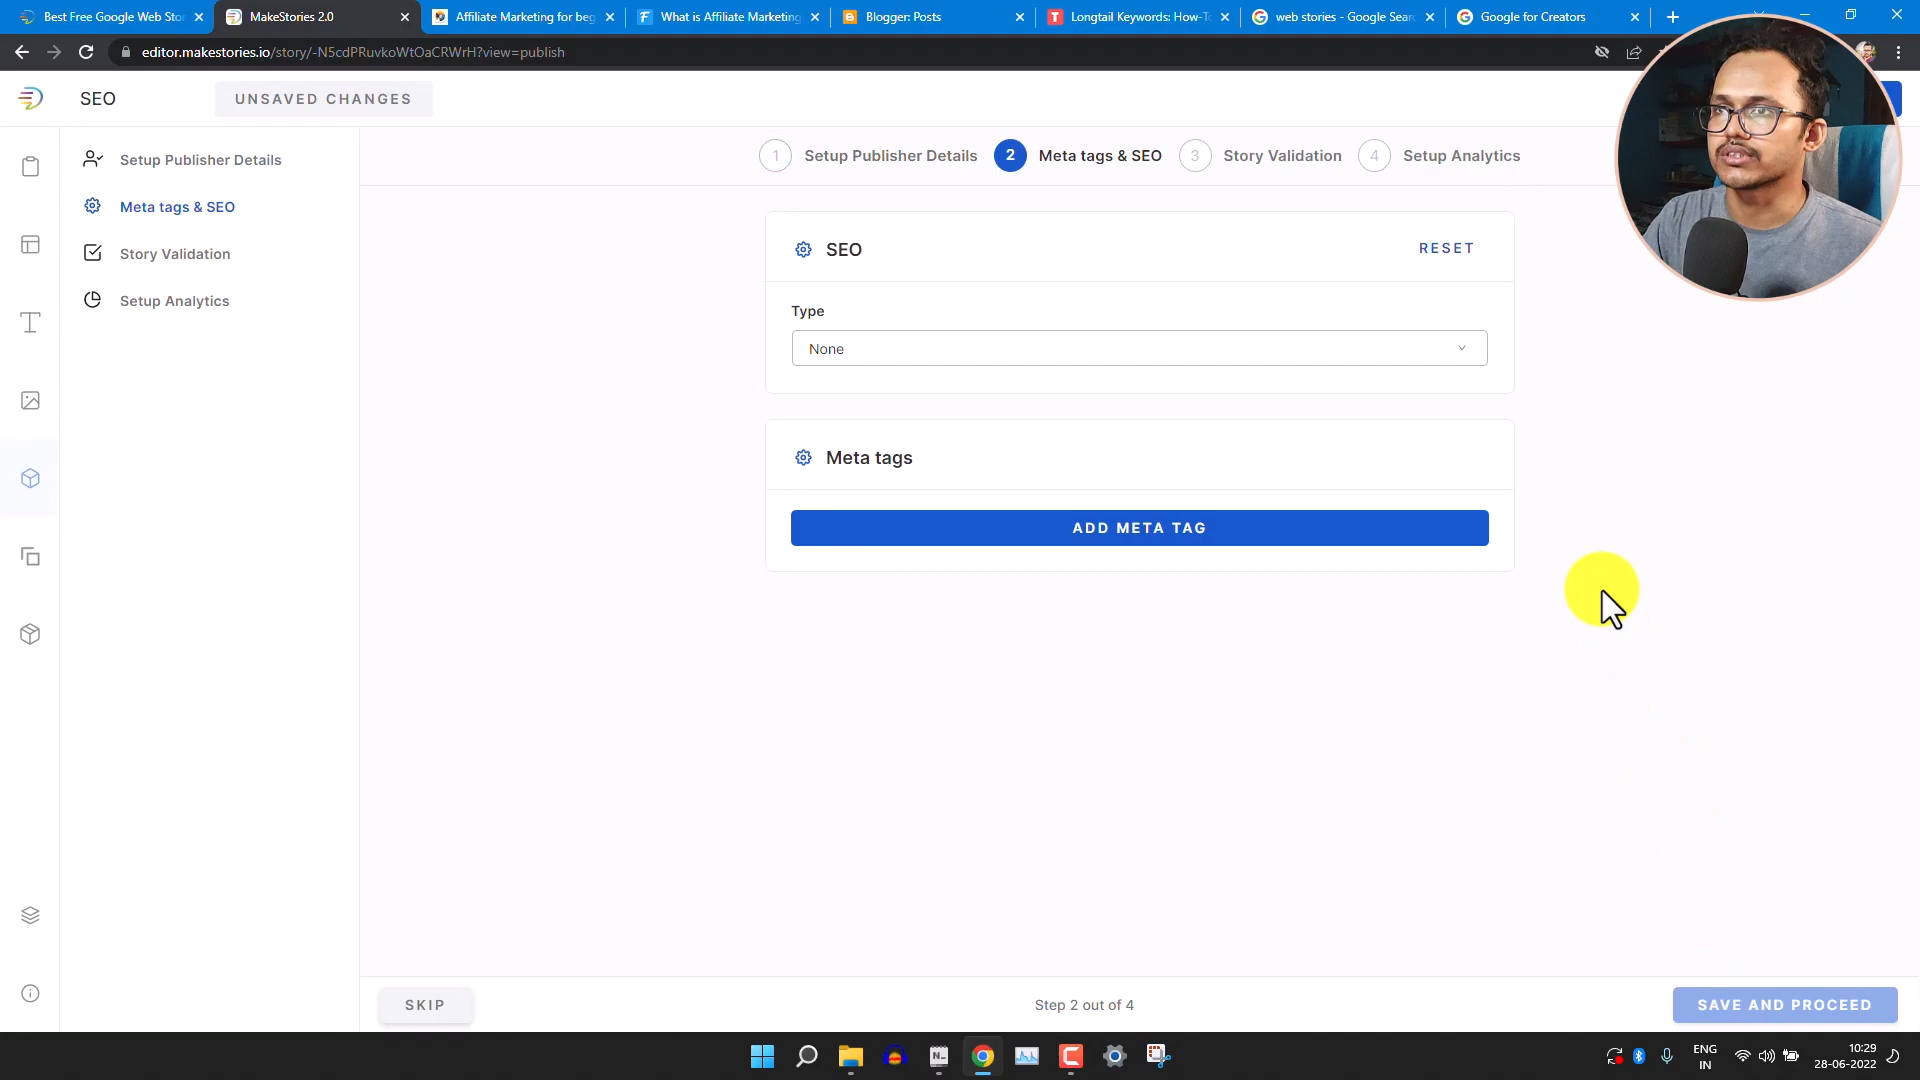 Best Free Google Web Sto
MakeStories 2.0
Affiliate Marketing for beg
What is Affiliate Marketing
Blogger: Posts
Longtail Keywords: How-T
web stories - Google Sear
Google for Creators
editor.makestories.io/story/-N5cdPRuvkoWtOaCRWrH?view=publish
SEO
UNSAVED CHANGES
Setup Publisher Details
Meta tags & SEO
Story Validation
Setup Analytics
1 Setup Publisher Details 2 Meta tags & SEO 3 Story Validation 4 Setup Analytics
SEO
RESET
Type
None
Meta tags
ADD META TAG
SKIP
Step 2 out of 4
SAVE AND PROCEED
ENG
IN
10:29
28-06-2022